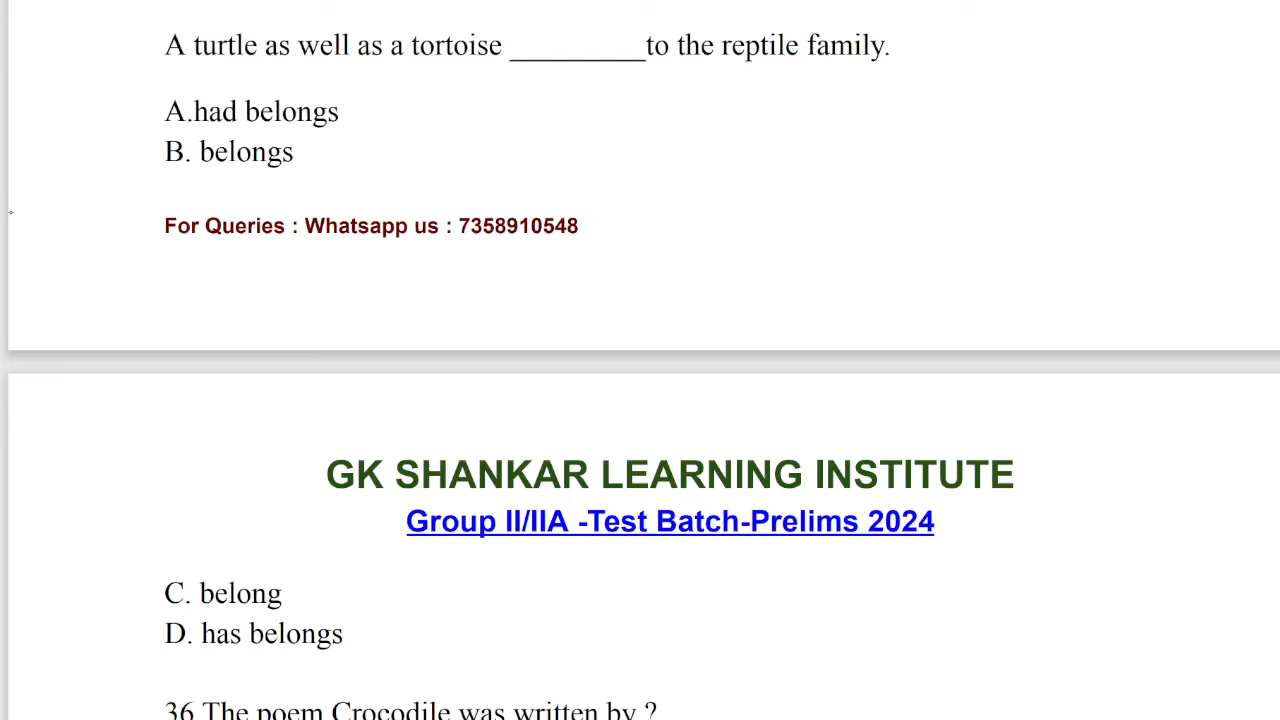 A turtle as well as a tortoise _________to the reptile family.
A.had belongs
B. belongs
For Queries : Whatsapp us : 7358910548
GK SHANKAR LEARNING INSTITUTE
Group II/IIA -Test Batch-Prelims 2024
C. belong
D. has belongs
36 The poem Crocodile was written by ?